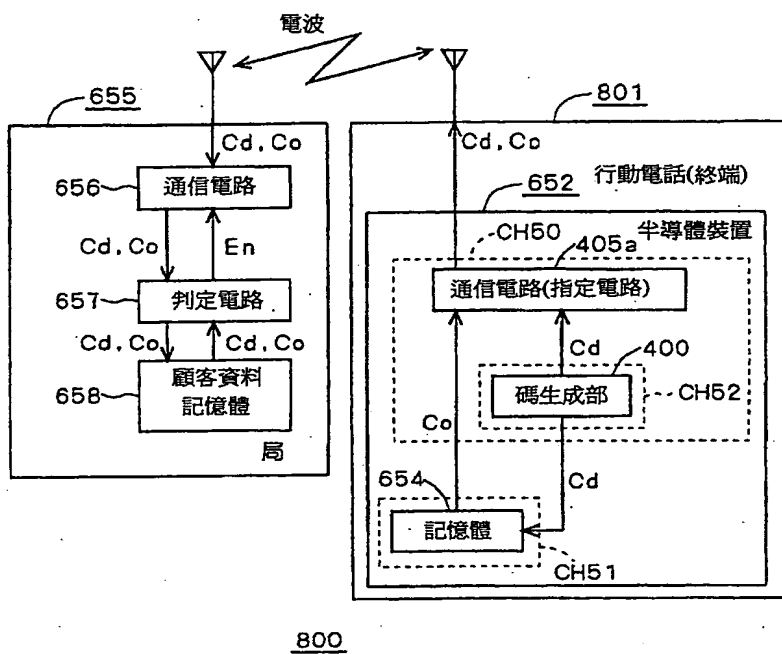 電波
655
801
Cd, Co
Cd, Co
行動電話(終端)
652
656
通信電路
CH50
半導體裝置
405a
Cd, Co
En
通信電路(指定電路)
657
判定電路
Cd
400
Cd, Co
Cd, Co
碼生成部
CH52
658
顧客資料
記憶體
Co
局
654
Cd
記憶體
CH51
800